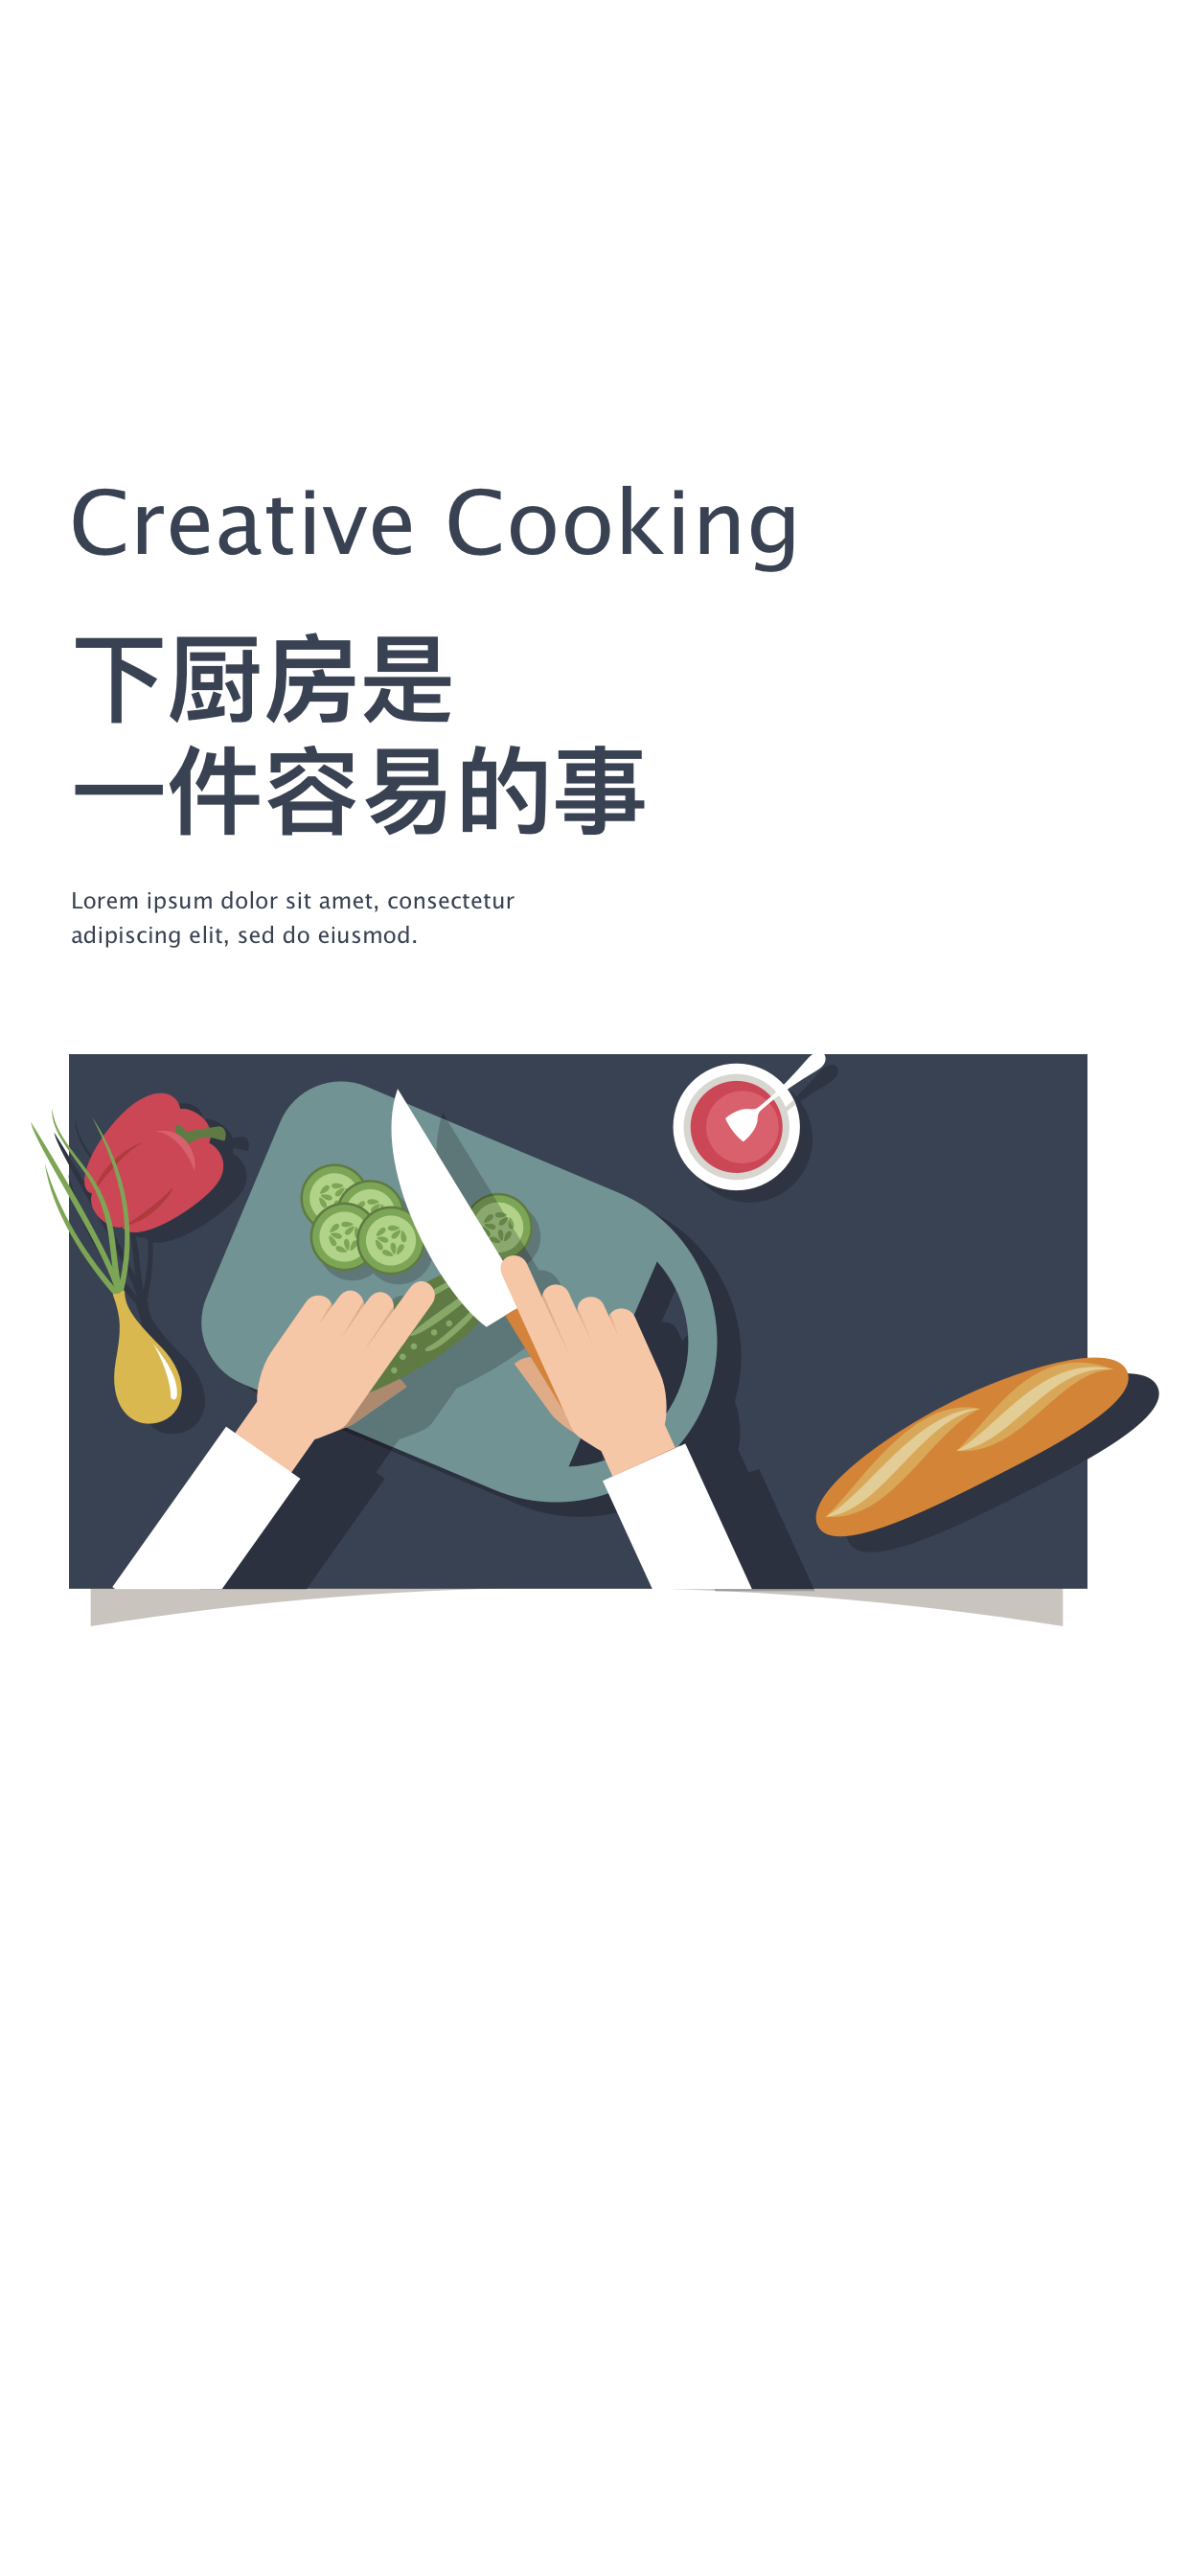 Creative Cooking
下厨房是
一件容易的事
Lorem ipsum dolor sit amet, consectetur
adipiscing elit, sed do eiusmod.